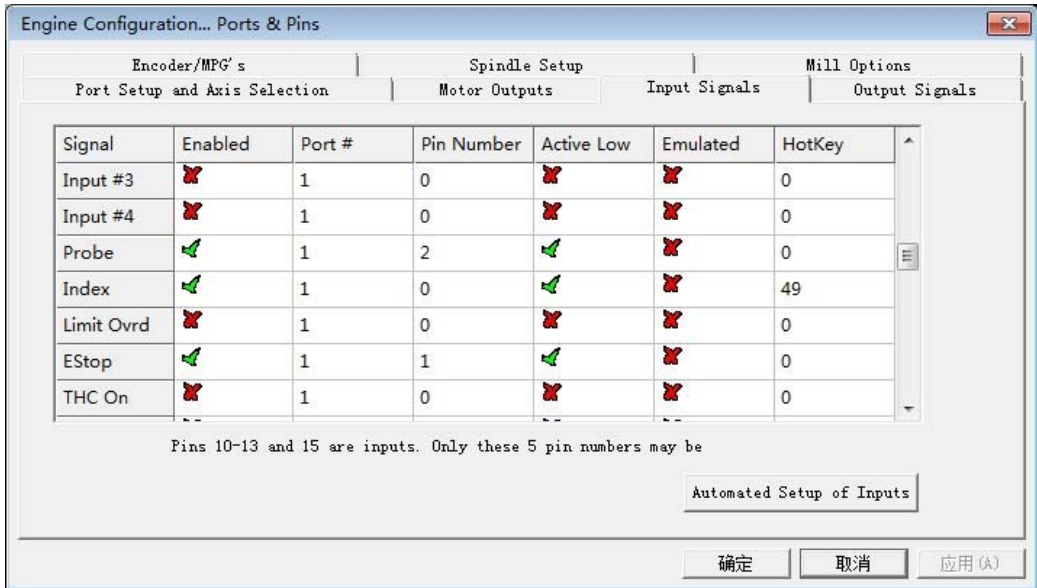 Engine Configuration... Ports & Pins
Encoder/MPG's Spindle Setup Mill Options
Port Setup and Axis Selection Motor Outputs Input Signals Output Signals
Signal Enabled Port # Pin Number Active Low Emulated HotKey
Input #3 1 0 0
Input #4 1 0 0
Probe 1 2 0
Index 1 0 49
Limit Ovrd 1 0 0
EStop 1 1 0
THC On 1 0 0
Pins 10-13 and 15 are inputs. Only these 5 pin numbers may be
Automated Setup of Inputs
确定 取消 应用(A)